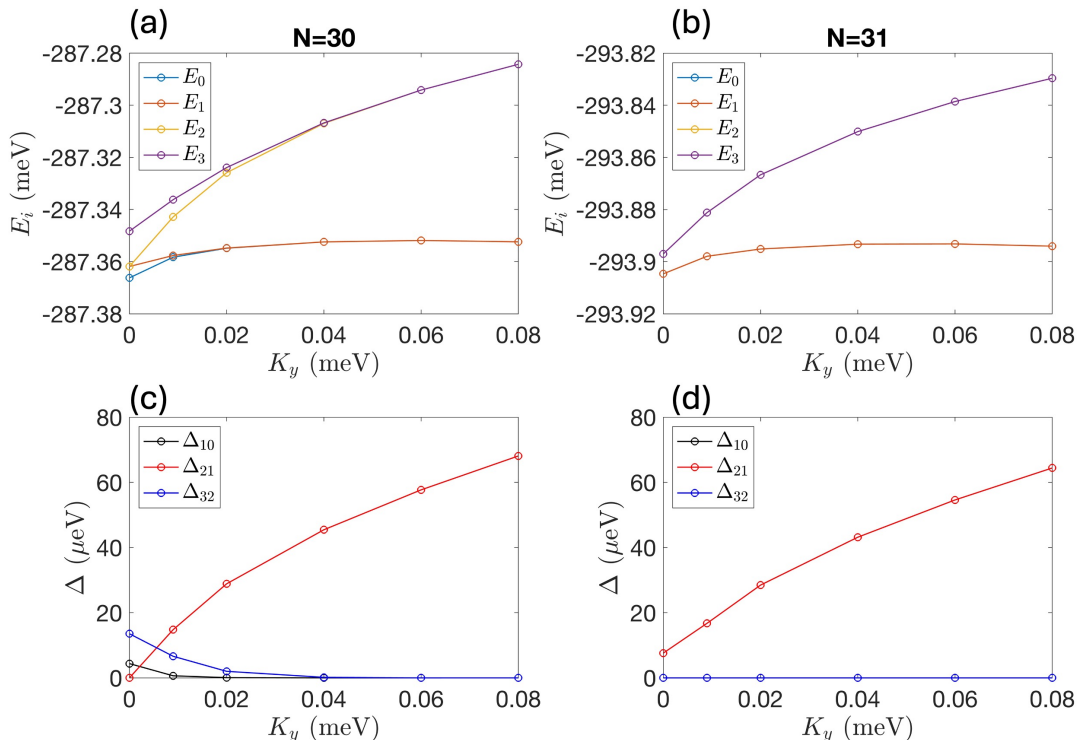 (a)
N=30
-287.28
-287.3
-287.32
-287.34
-287.36
-287.38
E_i (meV)
E_0
E_1
E_2
E_3
0
0.02
0.04
0.06
0.08
K_y (meV)
(b)
N=31
-293.82
-293.84
-293.86
-293.88
-293.9
-293.92
E_i (meV)
E_0
E_1
E_2
E_3
0
0.02
0.04
0.06
0.08
K_y (meV)
(c)
80
60
40
20
0
Δ (μeV)
Δ_10
Δ_21
Δ_32
0
0.02
0.04
0.06
0.08
K_y (meV)
(d)
80
60
40
20
0
Δ (μeV)
Δ_10
Δ_21
Δ_32
0
0.02
0.04
0.06
0.08
K_y (meV)